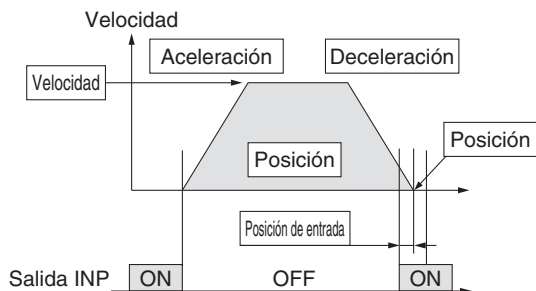 Velocidad
Aceleración
Deceleración
Velocidad
Posición
Posición
Posición de entrada
Salida INP
ON
OFF
ON